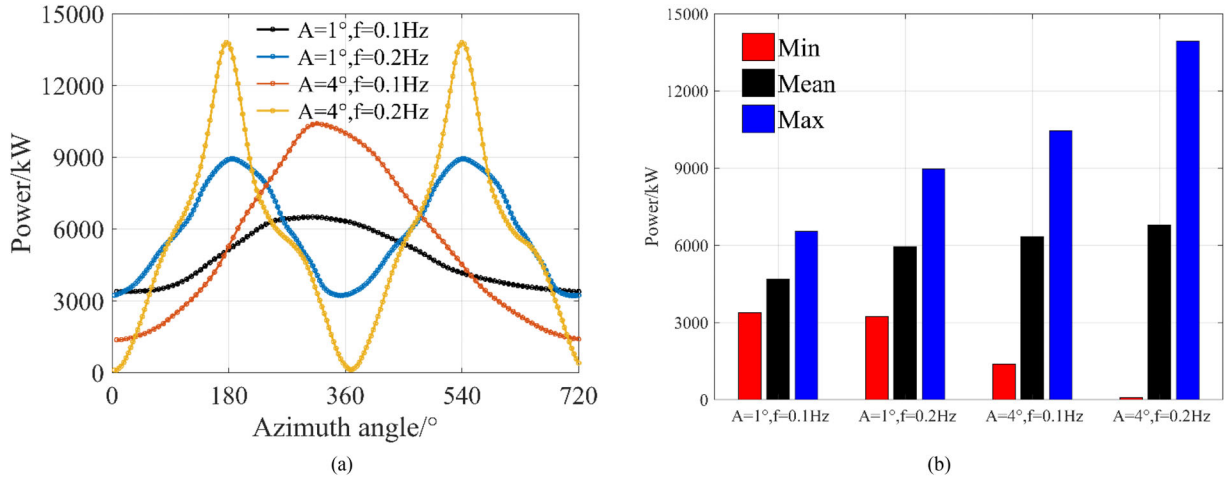 15000
12000
9000
6000
3000
0
Power/kW
A=1°,f=0.1Hz
A=1°,f=0.2Hz
A=4°,f=0.1Hz
A=4°,f=0.2Hz
0 180 360 540 720
Azimuth angle/°
(a)
15000
12000
9000
6000
3000
0
Power/kW
Min
Mean
Max
A=1°,f=0.1Hz A=1°,f=0.2Hz A=4°,f=0.1Hz A=4°,f=0.2Hz
(b)